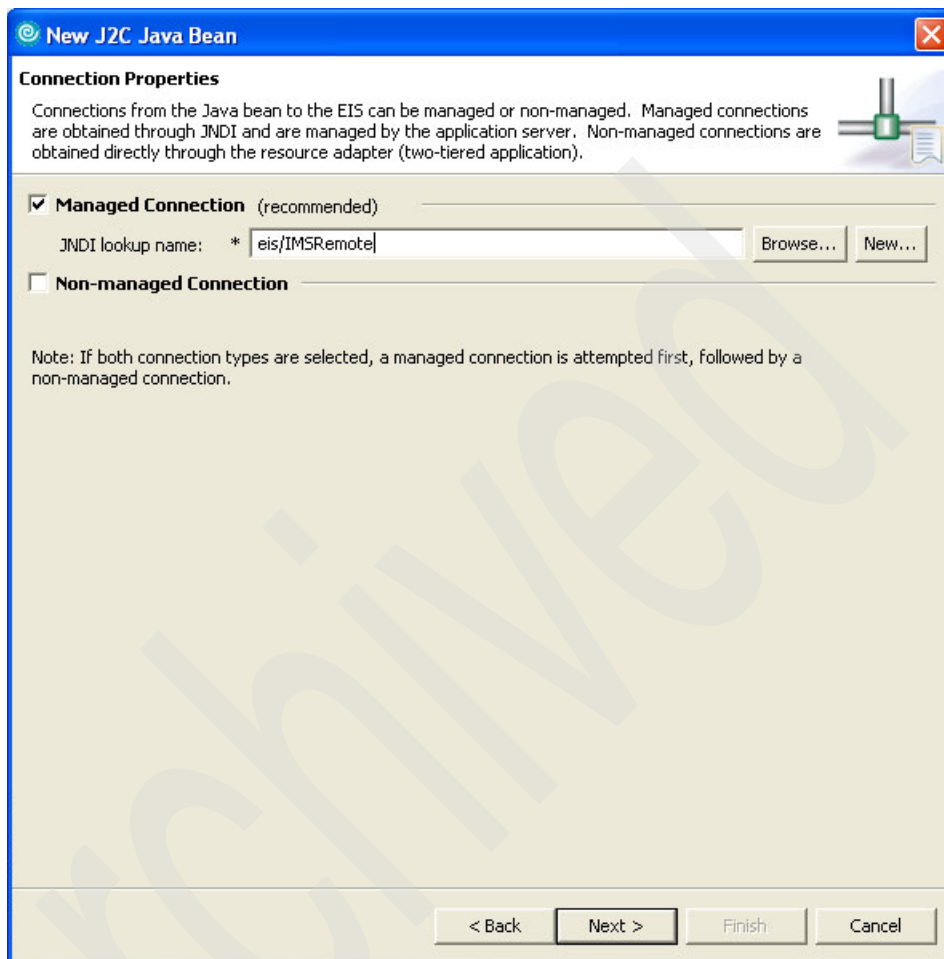 New J2C Java Bean
Connection Properties
Connections from the Java bean to the EIS can be managed or non-managed. Managed connections
are obtained through JNDI and are managed by the application server. Non-managed connections are
obtained directly through the resource adapter (two-tiered application).
Managed Connection (recommended)
JNDI lookup name: * eis/IMSRemote Browse... New...
Non-managed Connection
Note: If both connection types are selected, a managed connection is attempted first, followed by a
non-managed connection.
rchived
< Back Next > Finish Cancel